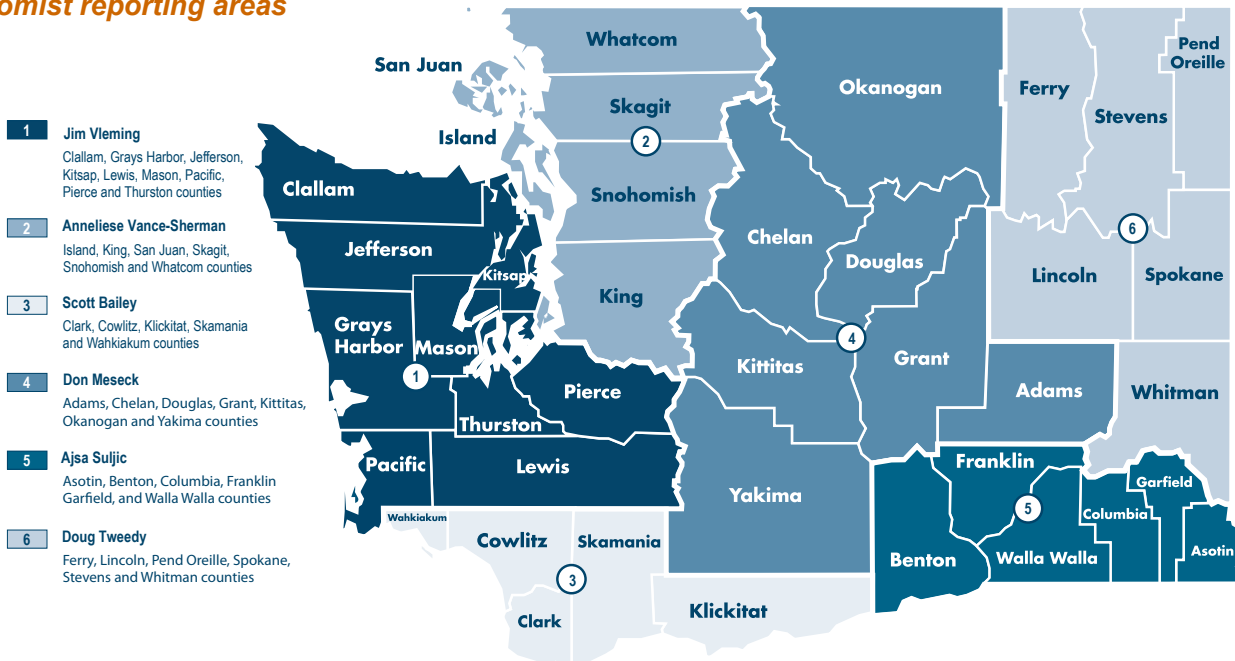 reporting areas
1
Jim Vleming
Clallam, Grays Harbor, Jefferson,
Kitsap, Lewis, Mason, Pacific,
Pierce and Thurston counties
2
Anneliese Vance-Sherman
Island, King, San Juan, Skagit,
Snohomish and Whatcom counties
3
Scott Bailey
Clark, Cowlitz, Klickitat, Skamania
and Wahkiakum counties
4
Don Meseck
Adams, Chelan, Douglas, Grant, Kittitas,
Okanogan and Yakima counties
5
Ajsa Suljic
Asotin, Benton, Columbia, Franklin
Garfield, and Walla Walla counties
6
Doug Tweedy
Ferry, Lincoln, Pend Oreille, Spokane,
Stevens and Whitman counties
Whatcom
San Juan
Skagit
Island
2
Snohomish
King
Clallam
Jefferson
Kitsap
Grays
Harbor
Mason
1
Pierce
Thurston
Pacific
Lewis
Wahkiakum
Cowlitz
Skamania
3
Clark
Klickitat
Okanogan
Chelan
Douglas
4
Kittitas
Grant
Adams
Yakima
Ferry
Stevens
Pend
Oreille
6
Lincoln
Spokane
Whitman
Franklin
5
Benton
Walla Walla
Columbia
Garfield
Asotin